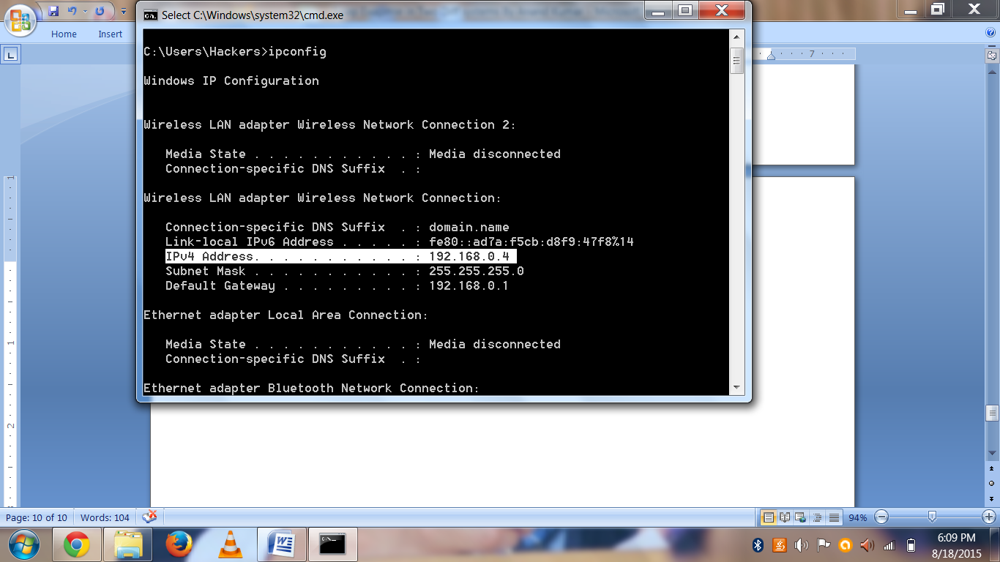 Select C:\Windows\system32\cmd.exe
Home Insert
7
C:\Users\Hackers>ipconfig
Windows IP Configuration
Wireless LAN adapter Wireless Network Connection 2:
Media State . . . . . . . . . . . : Media disconnected
Connection-specific DNS Suffix . :
Wireless LAN adapter Wireless Network Connection:
Connection-specific DNS Suffix . : domain.name
Link-local IPv6 Address . . . . . : fe80::ad7a:f5cb:d8f9:47f8%14
IPv4 Address. . . . . . . . . . . : 192.168.0.4
Subnet Mask . . . . . . . . . . . : 255.255.255.0
Default Gateway . . . . . . . . . : 192.168.0.1
Ethernet adapter Local Area Connection:
Media State . . . . . . . . . . . : Media disconnected
Connection-specific DNS Suffix . :
Ethernet adapter Bluetooth Network Connection:
1
1
2
Page: 10 of 10 Words: 104 94%
6:09 PM
8/18/2015